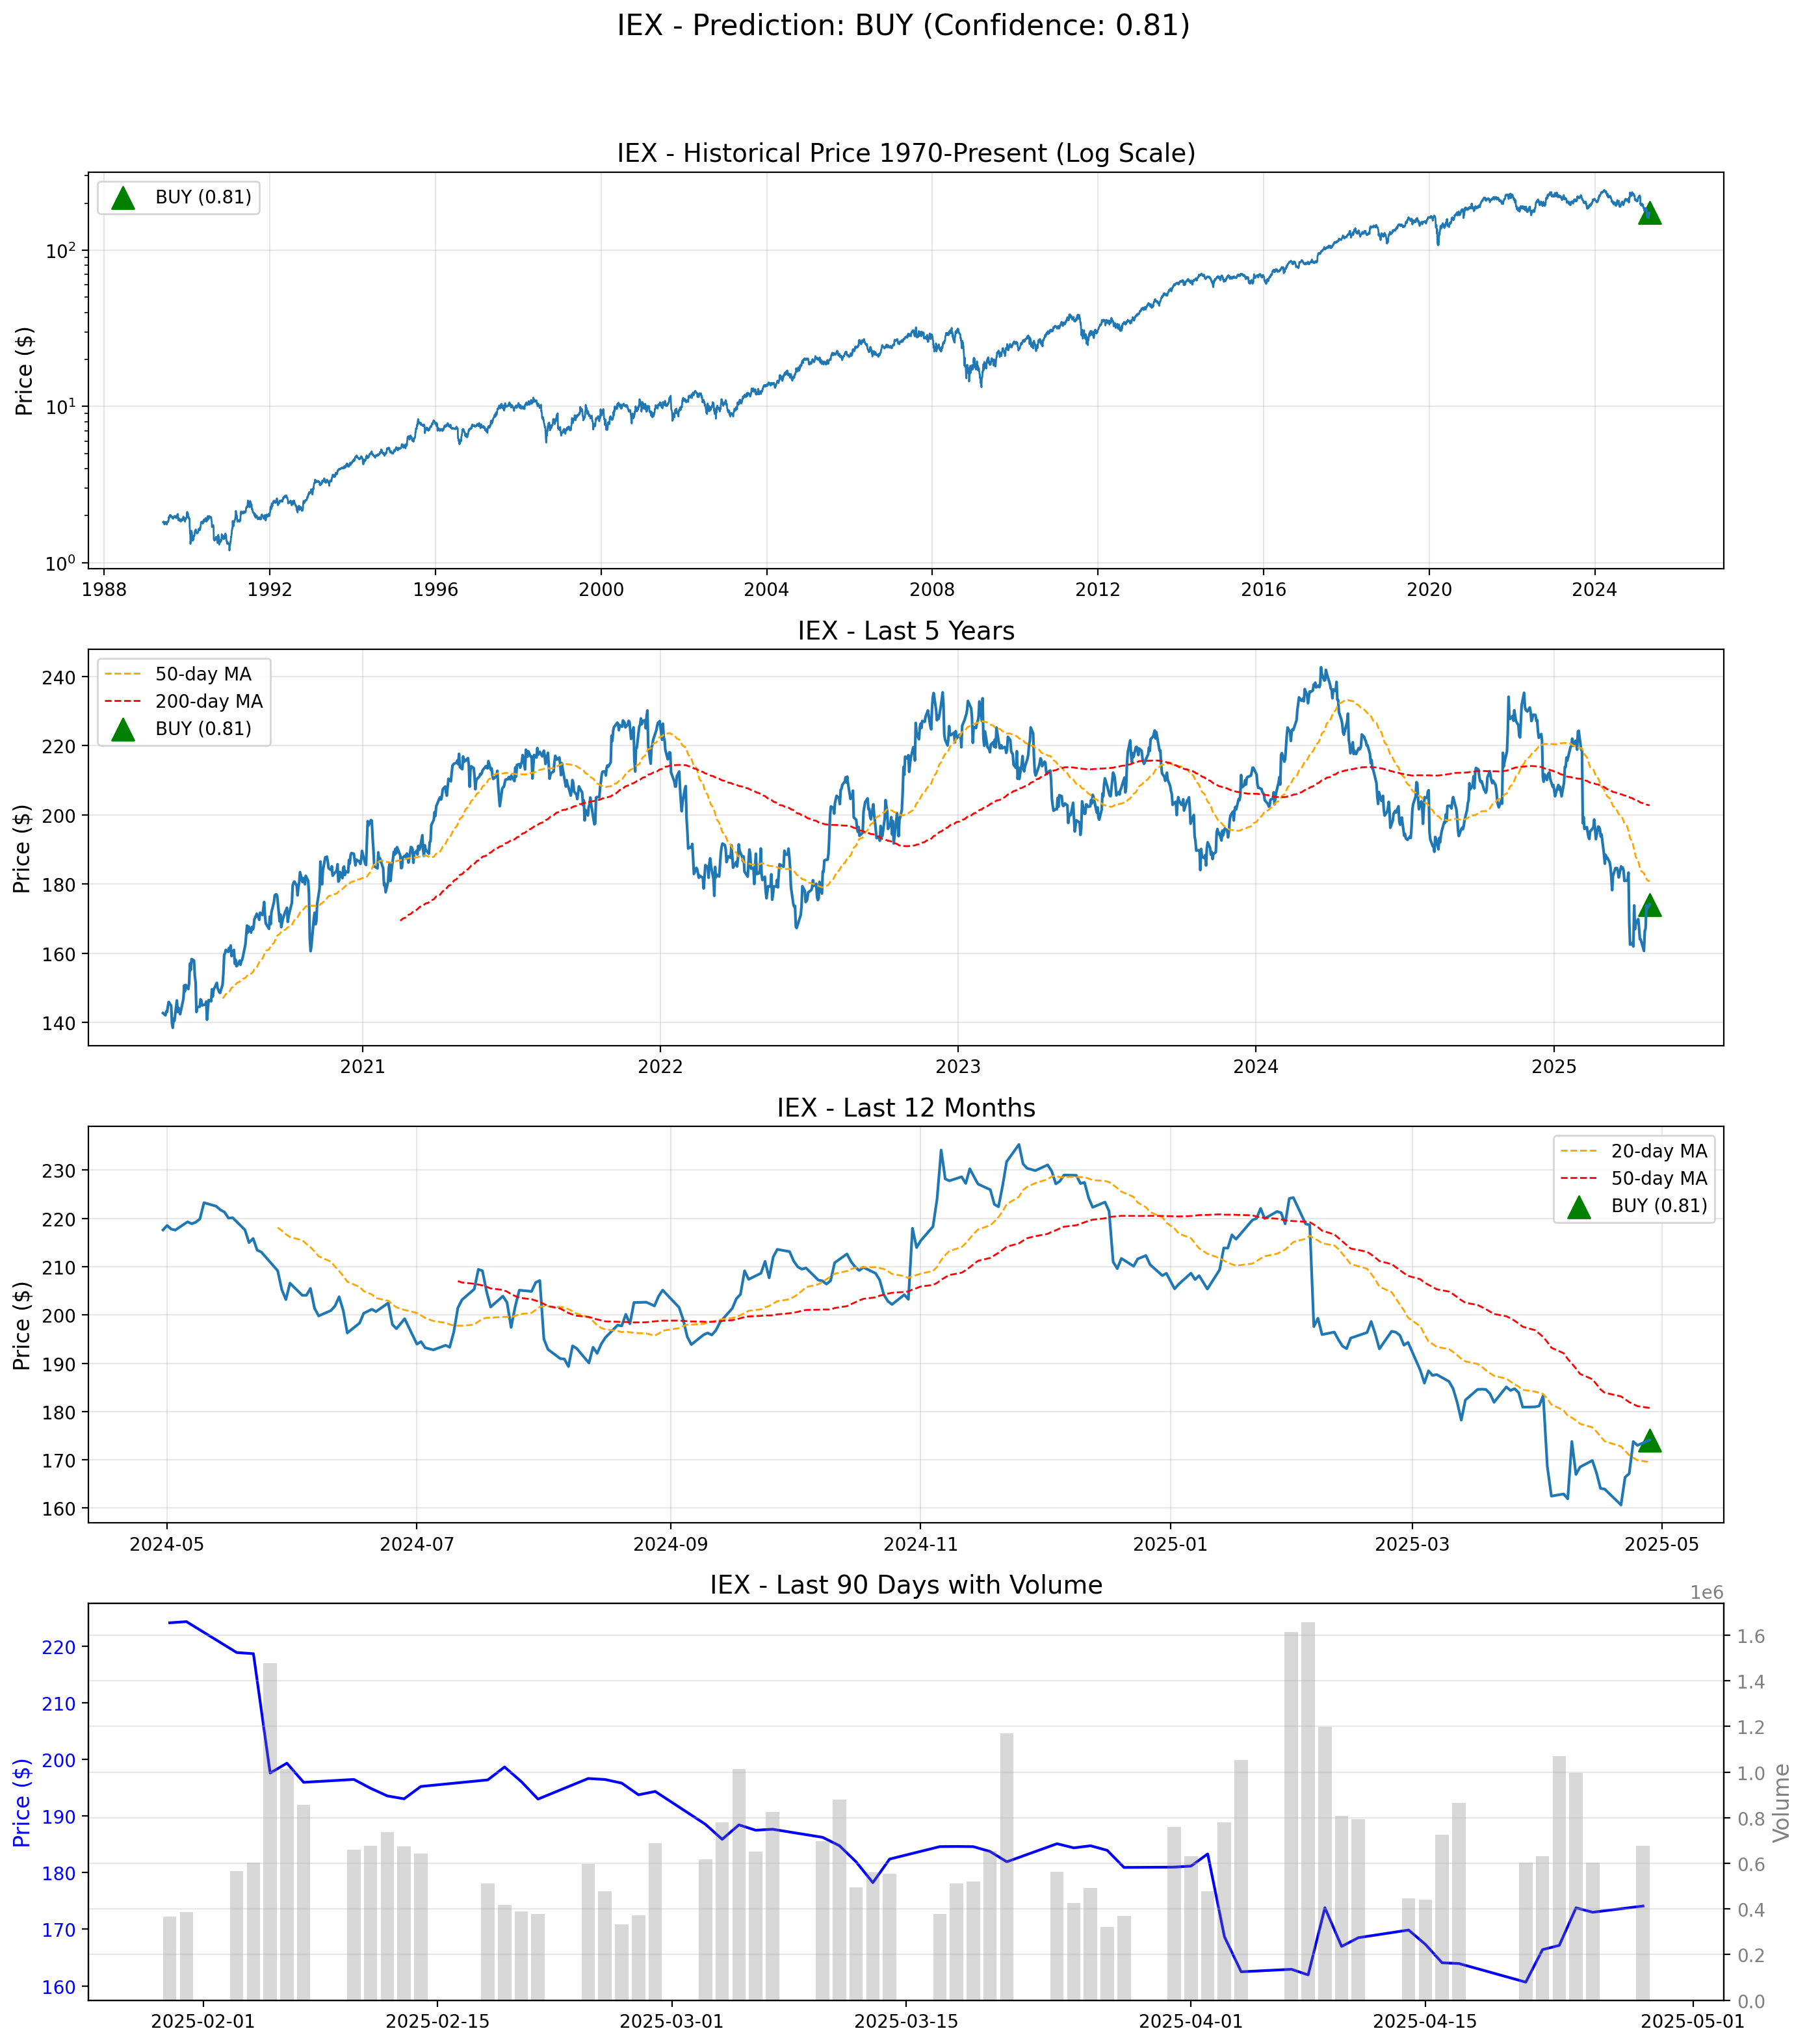 IEX - Prediction: BUY (Confidence: 0.81)
IEX - Historical Price 1970-Present (Log Scale)
BUY (0.81)
Price ($)
10²
10¹
10⁰
1988 1992 1996 2000 2004 2008 2012 2016 2020 2024
IEX - Last 5 Years
50-day MA
200-day MA
BUY (0.81)
Price ($)
240
220
200
180
160
140
2021 2022 2023 2024 2025
IEX - Last 12 Months
20-day MA
50-day MA
BUY (0.81)
Price ($)
230
220
210
200
190
180
170
160
2024-05 2024-07 2024-09 2024-11 2025-01 2025-03 2025-05
IEX - Last 90 Days with Volume
1e6
Price ($)
220
210
200
190
180
170
160
1.6
1.4
1.2
1.0
0.8
0.6
0.4
0.2
0.0
Volume
2025-02-01 2025-02-15 2025-03-01 2025-03-15 2025-04-01 2025-04-15 2025-05-01